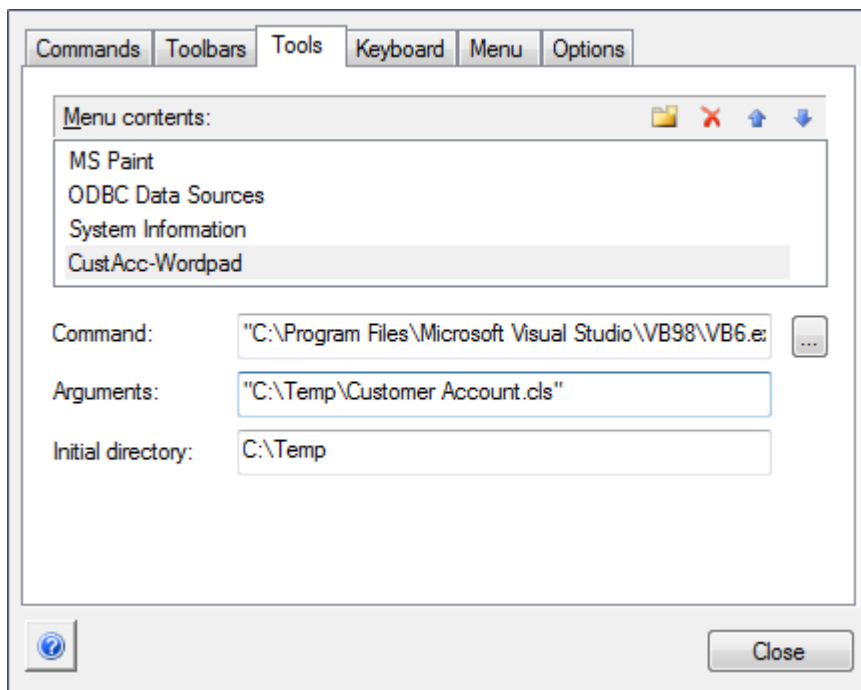 Commands Toolbars Tools Keyboard Menu Options
Menu contents:
MS Paint
ODBC Data Sources
System Information
CustAcc-Wordpad
Command: "C:\Program Files\Microsoft Visual Studio\VB98\VB6.ex ...
Arguments: "C:\Temp\Customer Account.cls"
Initial directory: C:\Temp
Close